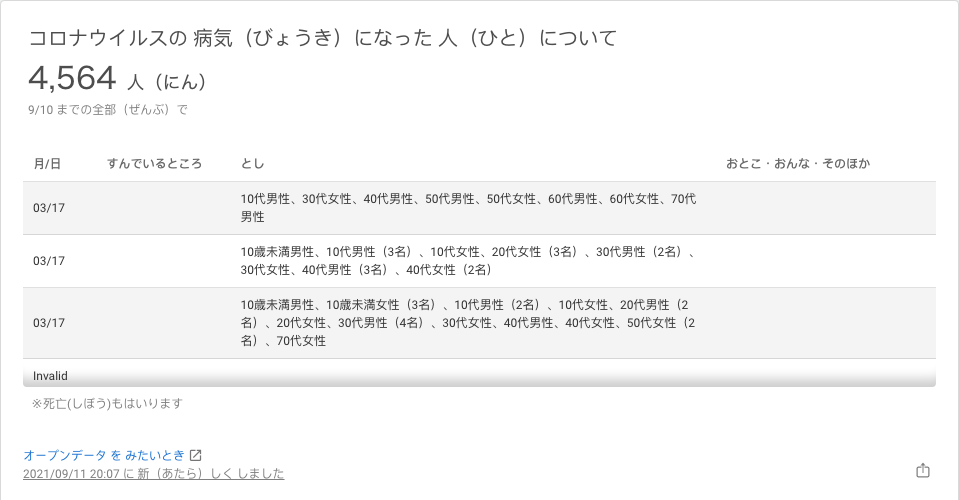 コロナウイルスの 病気（びょうき）になった 人（ひと）について
4,564 人（にん）
9/10 までの全部（ぜんぶ）で
月/日 すんでいるところ とし おとこ・おんな・そのほか
03/17
10代男性、30代女性、40代男性、50代男性、50代女性、60代男性、60代女性、70代
男性
03/17
10歳未満男性、10代男性（3名）、10代女性、20代女性（3名）、30代男性（2名）、
30代女性、40代男性（3名）、40代女性（2名）
03/17
10歳未満男性、10歳未満女性（3名）、10代男性（2名）、10代女性、20代男性（2
名）、20代女性、30代男性（4名）、30代女性、40代男性、40代女性、50代女性（2
名）、70代女性
Invalid
※死亡(しぼう)もはいります
オープンデータ を みたいとき
2021/09/11 20:07 に 新（あたら）しく しました